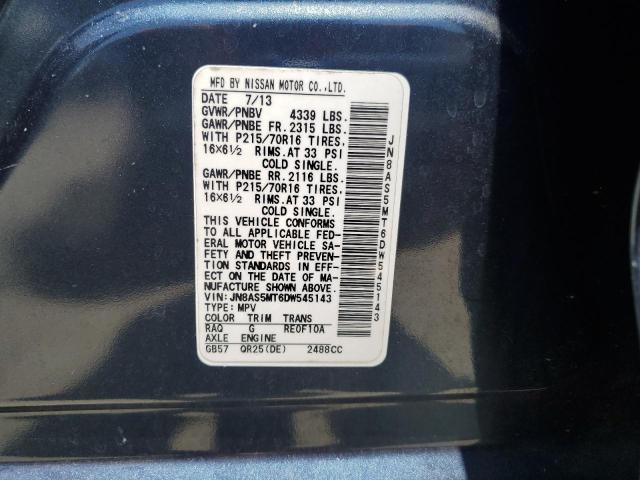 MFD BY NISSAN MOTOR CO.,LTD.
DATE 7/13
GVWR/PNBV 4339 LBS.
GAWR/PNBE FR. 2315 LBS.
WITH P215/70R16 TIRES,
16X6½ RIMS. AT 33 PSI
COLD SINGLE.
GAWR/PNBE RR. 2116 LBS.
WITH P215/70R16 TIRES,
16X6½ RIMS. AT 33 PSI
COLD SINGLE.
THIS VEHICLE CONFORMS
TO ALL APPLICABLE FED-
ERAL MOTOR VEHICLE SA-
FETY AND THEFT PREVEN-
TION STANDARDS IN EFF-
ECT ON THE DATE OF MA-
NUFACTURE SHOWN ABOVE.
VIN: JN8AS5MT6DW545143
TYPE: MPV
COLOR TRIM TRANS
RAQ G RE0F10A
AXLE ENGINE
GB57 QR25(DE) 2488CC
JN8AS5MT6DW545143